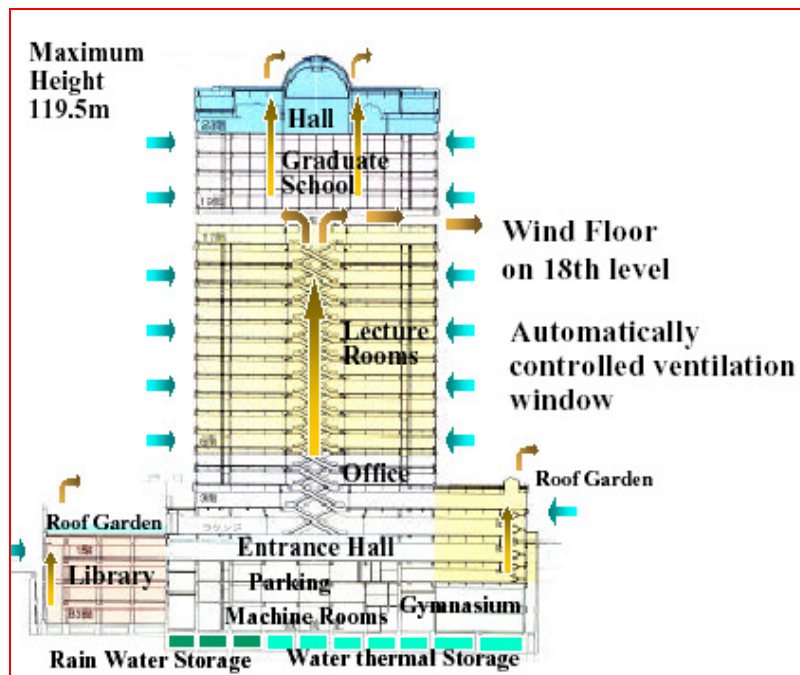 Maximum
Height
119.5m
Hall
Graduate
School
Wind Floor
on 18th level
Lecture
Rooms
Automatically
controlled ventilation
window
Office
Roof Garden
Roof Garden
Entrance Hall
Library
Parking
Gymnasium
Machine Rooms
Rain Water Storage
Water thermal Storage